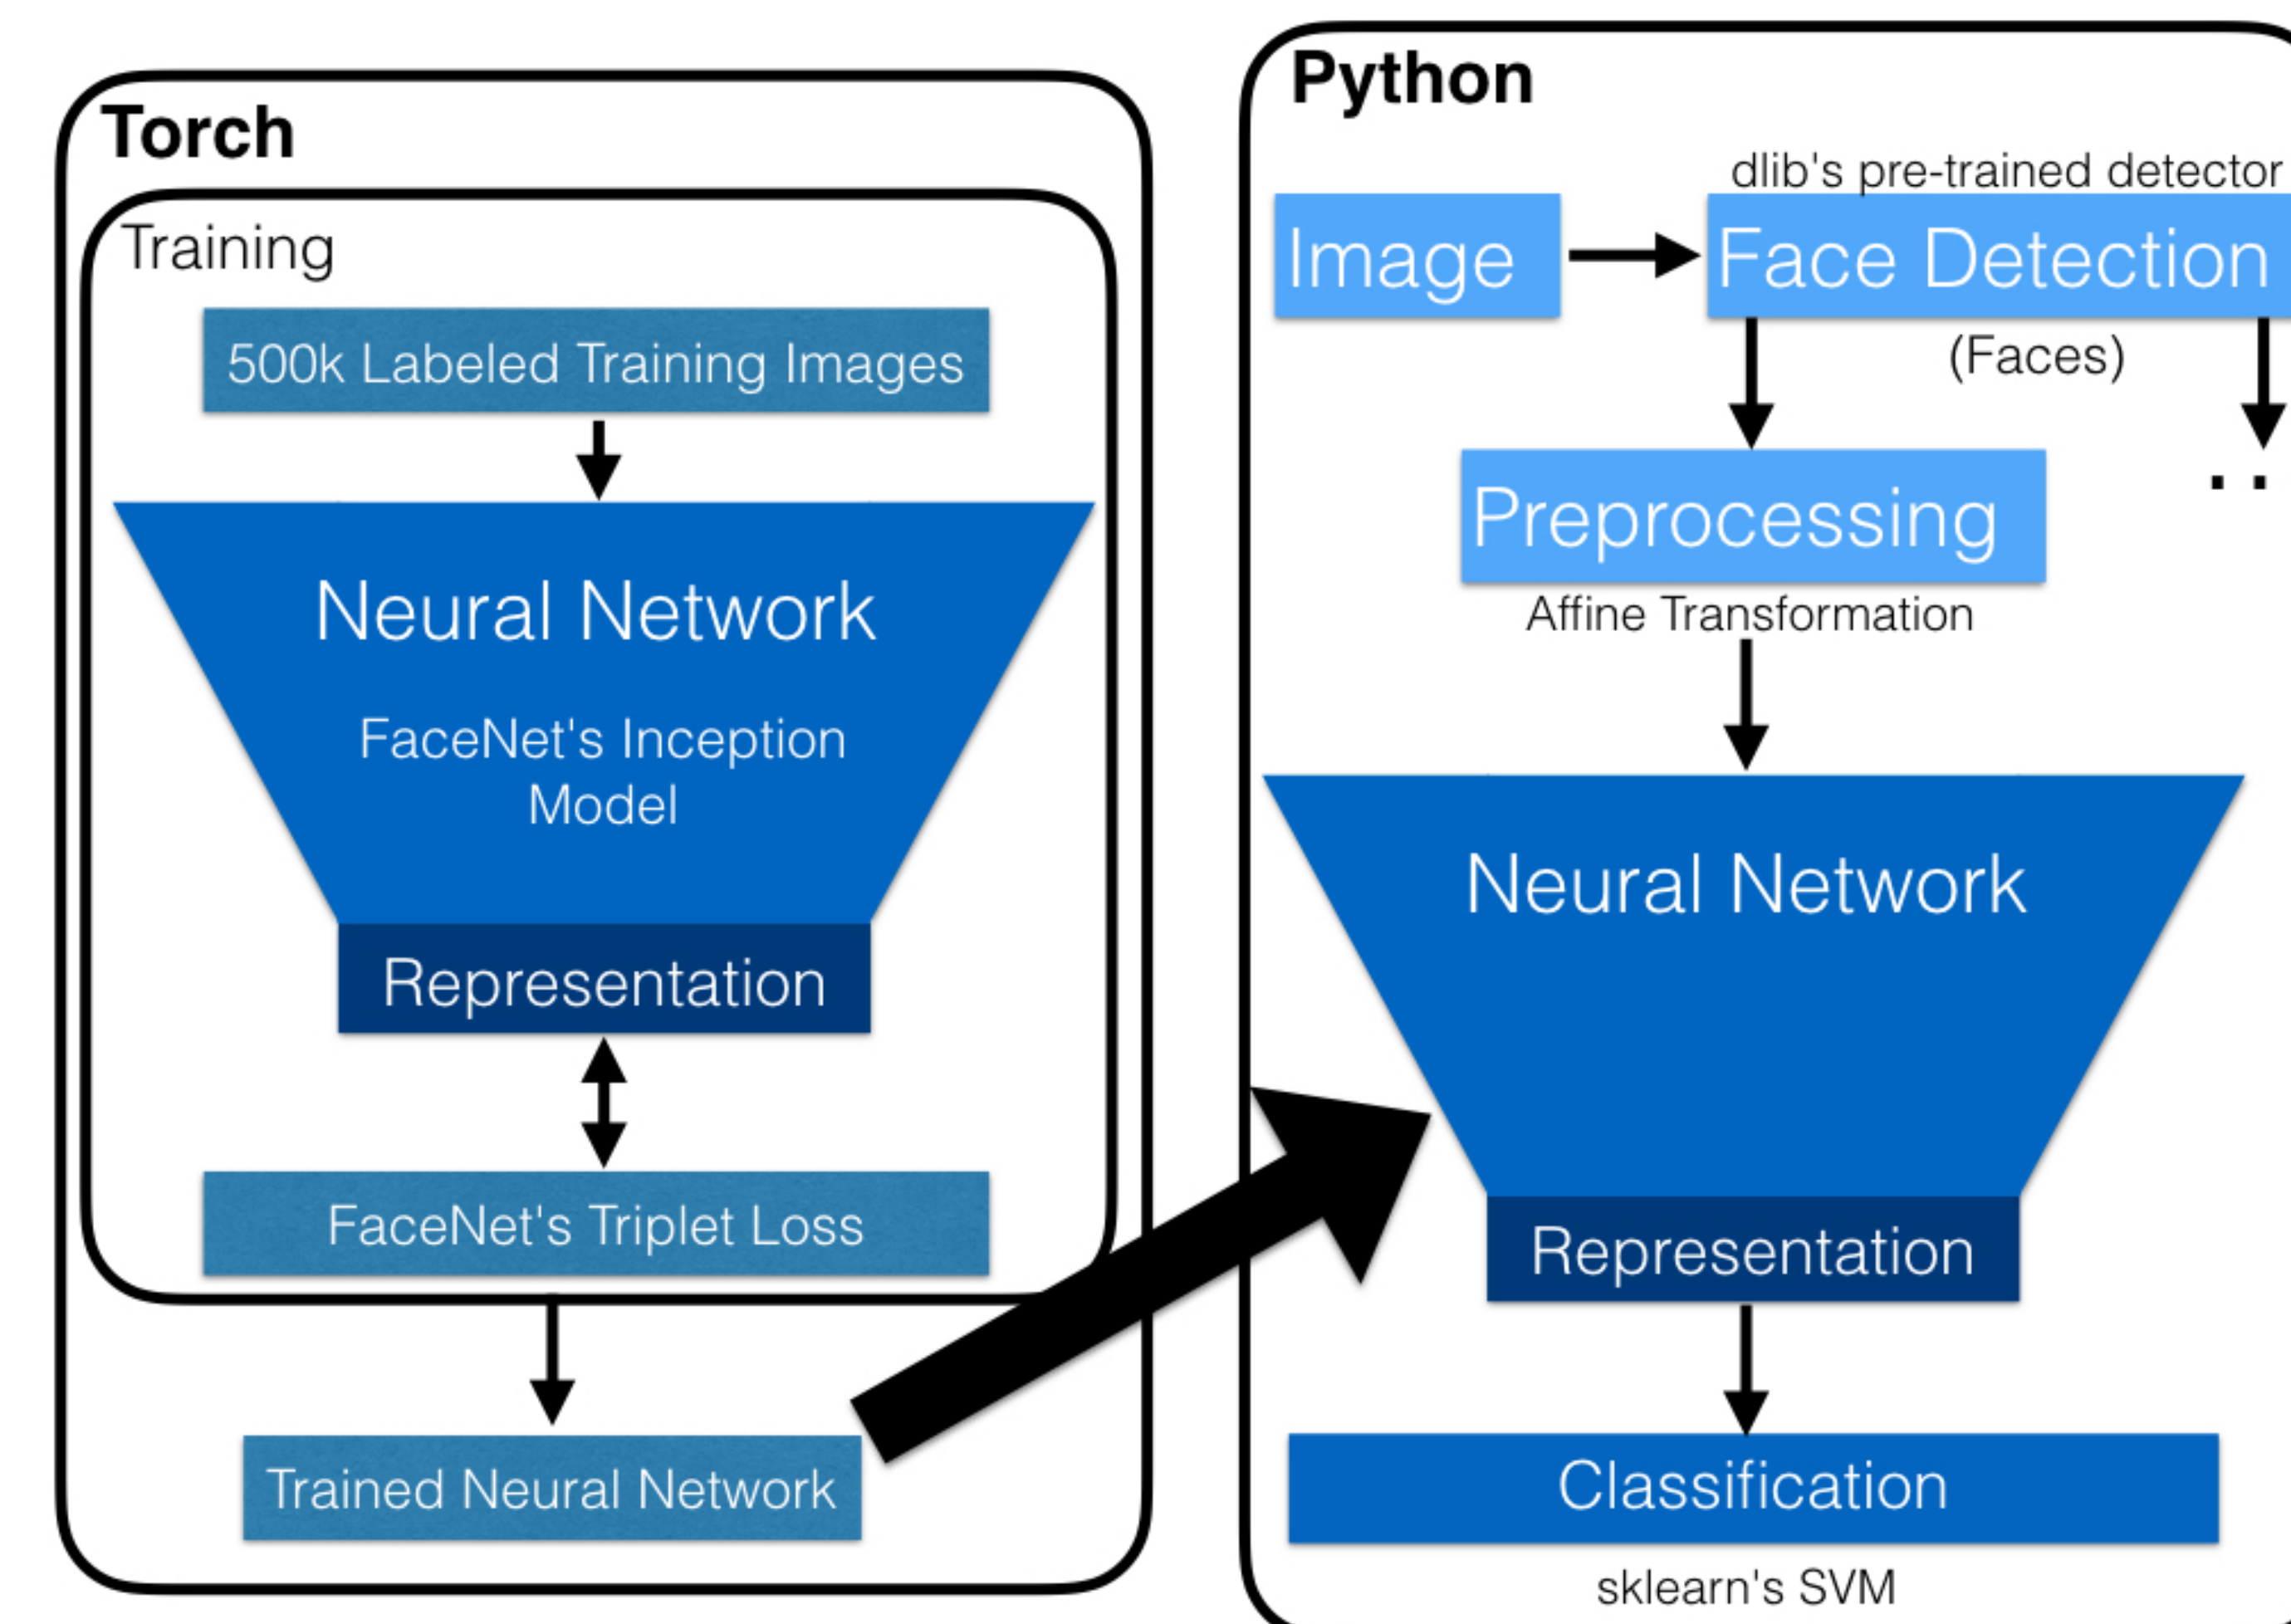 Torch
Training
500k Labeled Training Images
Neural Network
FaceNet's Inception
Model
Representation
FaceNet's Triplet Loss
Trained Neural Network
Python
dlib's pre-trained detector
Image
Face Detection
(Faces)
Preprocessing
..
Affine Transformation
Neural Network
Representation
Classification
sklearn's SVM